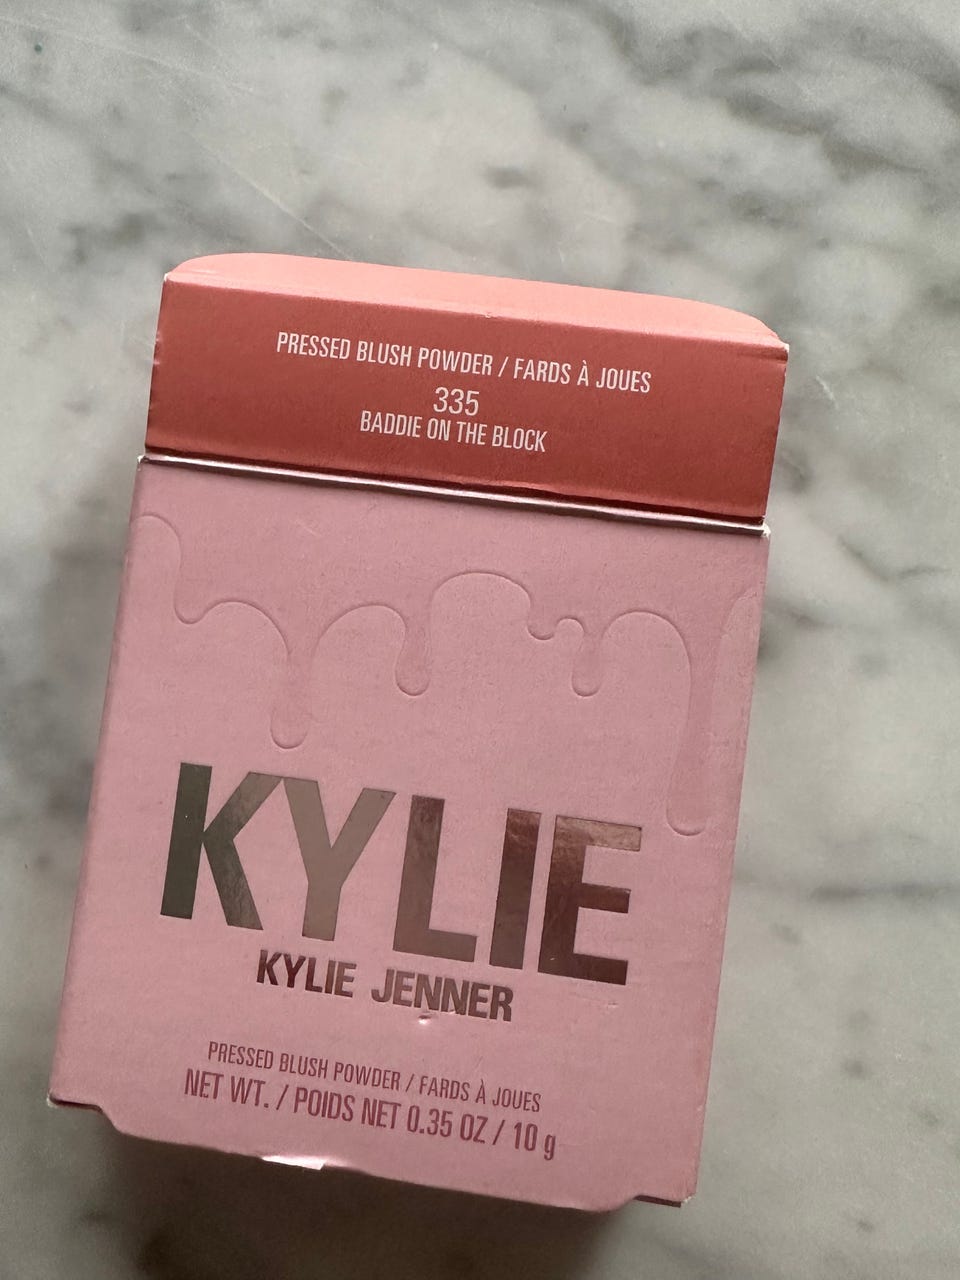 PRESSED BLUSH POWDER / FARDS À JOUES
335
BADDIE ON THE BLOCK
KYLIE
KYLIE JENNER
PRESSED BLUSH POWDER / FARDS À JOUES
NET WT. / POIDS NET 0.35 OZ / 10 g